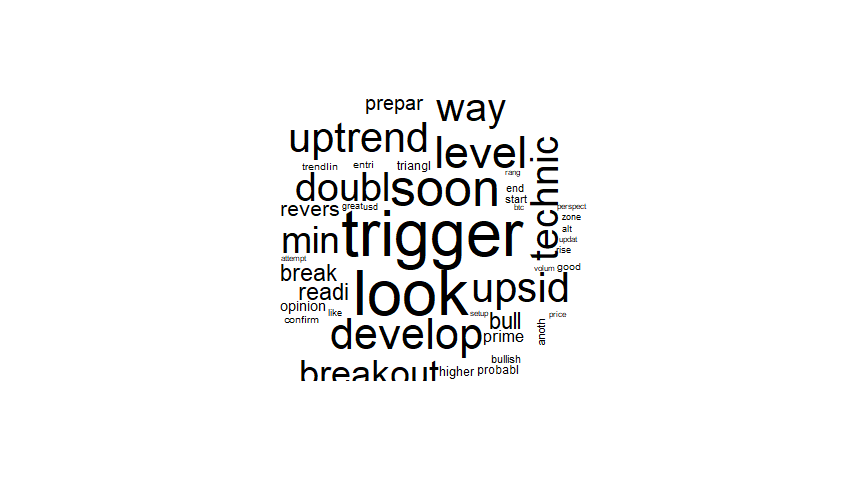 prepar way
uptrend
level
technic
trendlin entri triangl
rang
doubl soon
end
start
revers great usd
btc
perspect
zone
alt
min trigger
updat
rise
attempt
break
volum good
readi look upsid
opinion like
setup bull
price
confirm
develop prime
anoth
bullish
breakout higher probabl